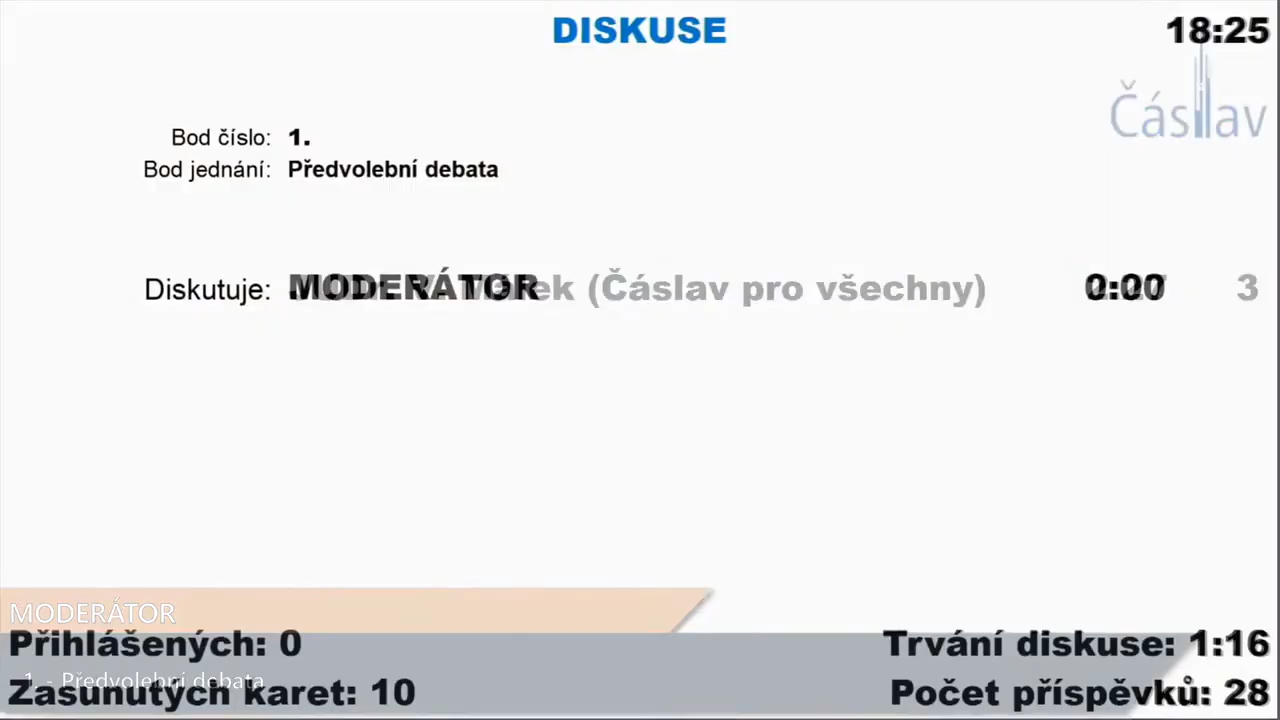 DISKUSE
18:25
Čáslav
Bod číslo: 1.
Bod jednání: Předvolební debata
Diskutuje: MODERÁTOR (Čáslav pro všechny) 0:00 3
MODERÁTOR
Přihlášených: 0
Trvání diskuse: 1:16
1. - Předvolební debata
Zasunutých karet: 10
Počet příspěvků: 28